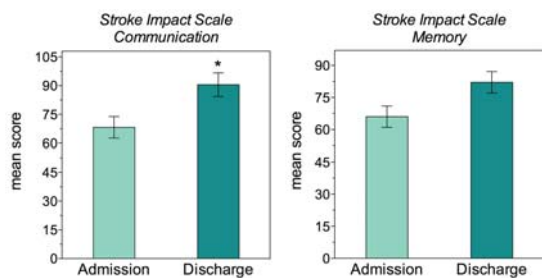 Stroke Impact Scale
Communication
mean score
105
90
75
60
45
30
15
0
*
Admission
Discharge
Stroke Impact Scale
Memory
mean score
90
75
60
45
30
15
0
Admission
Discharge